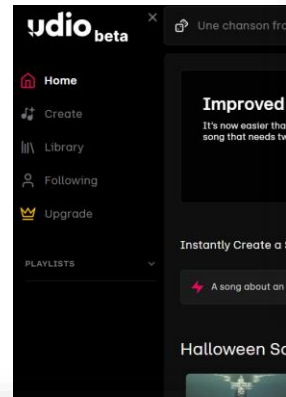 udio beta
Une chanson fro
Home
Improved
Create
It's now easier tha
song that needs tw
Library
Following
Upgrade
Instantly Create a S
PLAYLISTS
A song about an
Halloween So